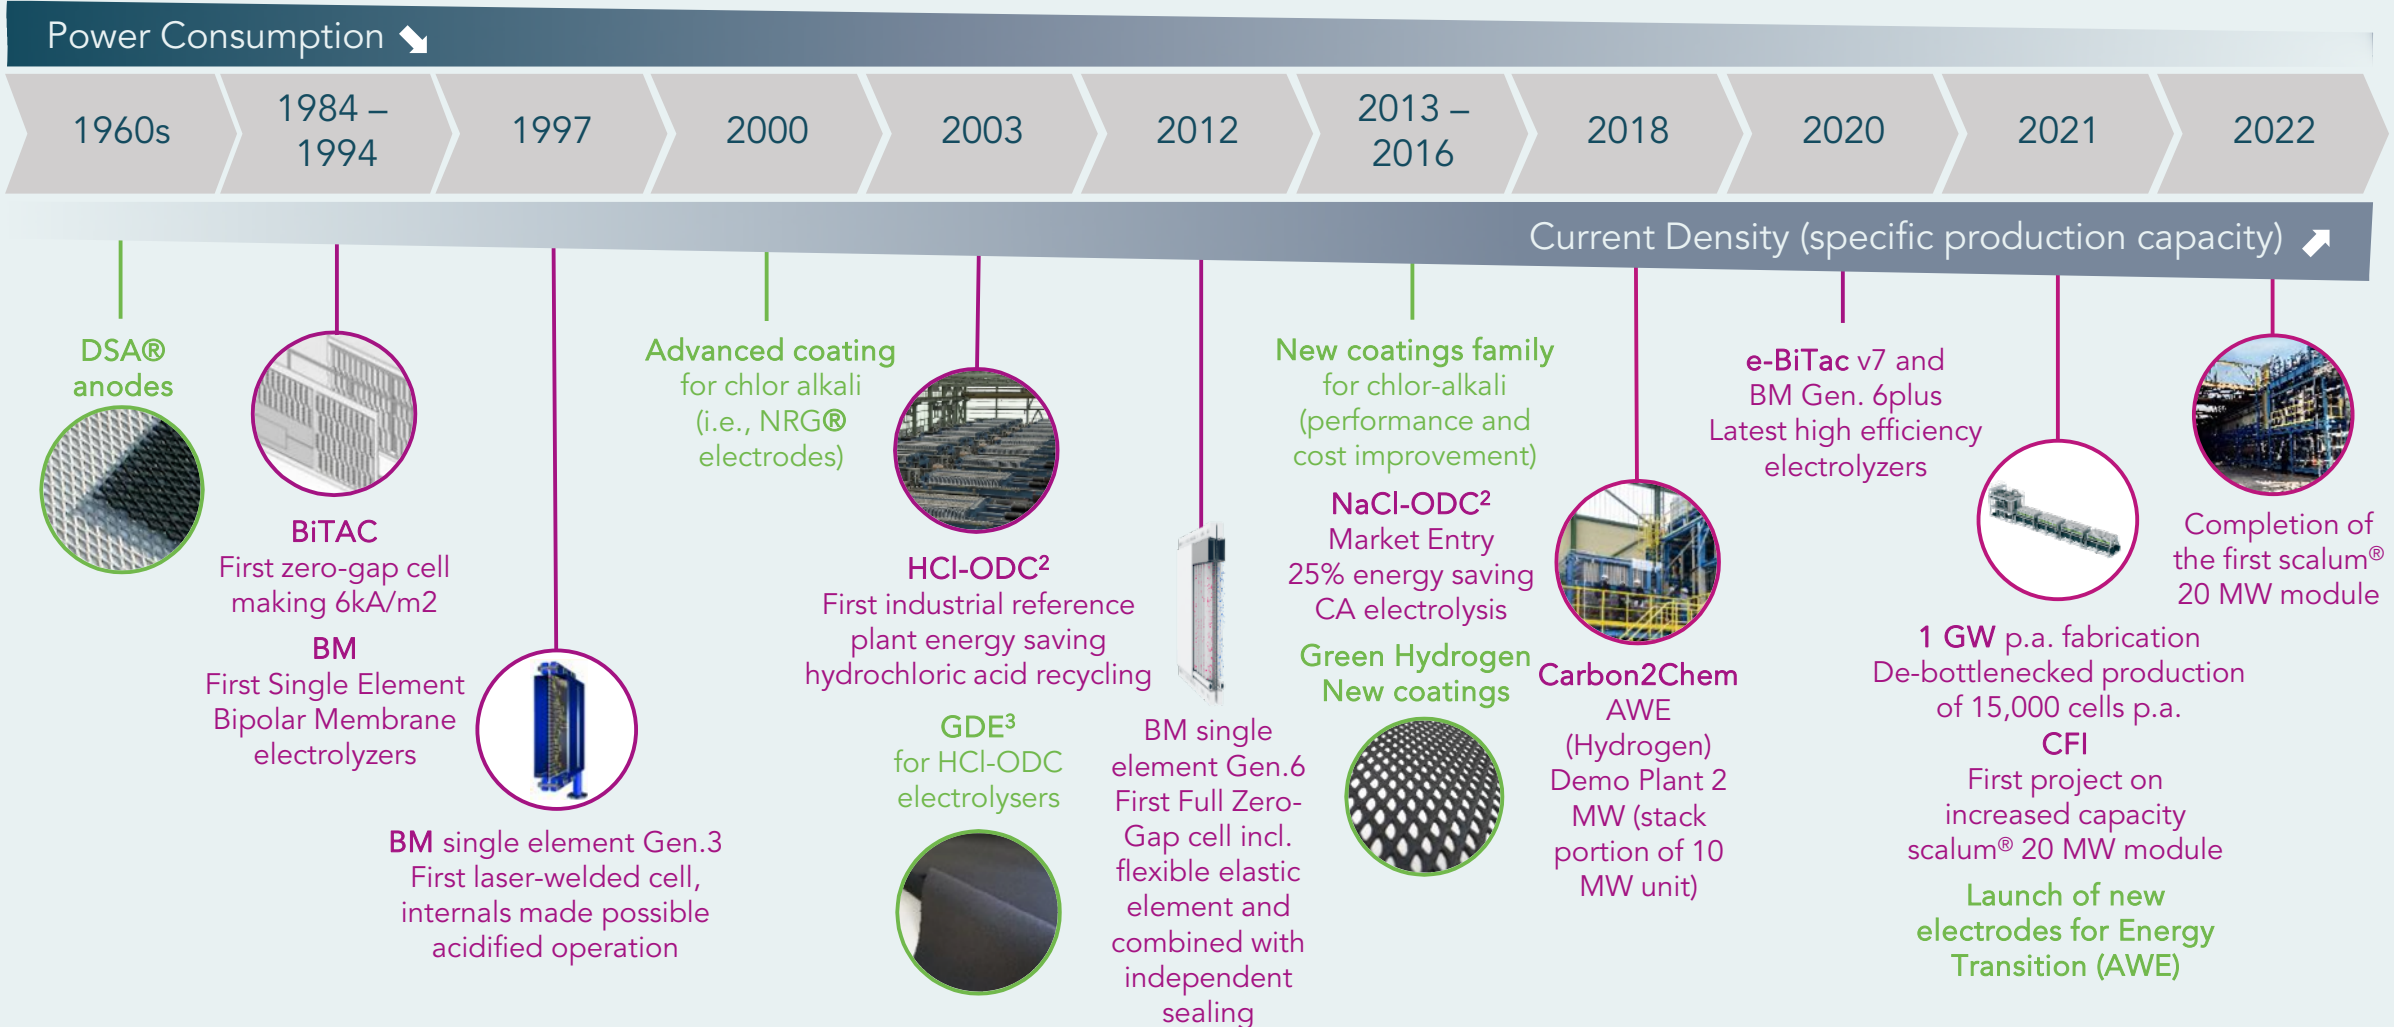 Power Consumption
1960s
1984 –
1994
1997
2000
2003
2012
2013 –
2016
2018
2020
2021
2022
Current Density (specific production capacity)
DSA®
anodes
BiTAC
First zero-gap cell
making 6kA/m2
BM
First Single Element
Bipolar Membrane
electrolyzers
BM single element Gen.3
First laser-welded cell,
internals made possible
acidified operation
Advanced coating
for chlor alkali
(i.e., NRG®
electrodes)
HCl-ODC²
First industrial reference
plant energy saving
hydrochloric acid recycling
GDE³
for HCl-ODC
electrolysers
BM single
element Gen.6
First Full Zero-
Gap cell incl.
flexible elastic
element and
combined with
independent
sealing
New coatings family
for chlor-alkali
(performance and
cost improvement)
NaCl-ODC²
Market Entry
25% energy saving
CA electrolysis
Green Hydrogen
New coatings
Carbon2Chem
AWE
(Hydrogen)
Demo Plant 2
MW (stack
portion of 10
MW unit)
e-BiTac v7 and
BM Gen. 6plus
Latest high efficiency
electrolyzers
1 GW p.a. fabrication
De-bottlenecked production
of 15,000 cells p.a.
CFI
First project on
increased capacity
scalum® 20 MW module
Launch of new
electrodes for Energy
Transition (AWE)
Completion of
the first scalum®
20 MW module